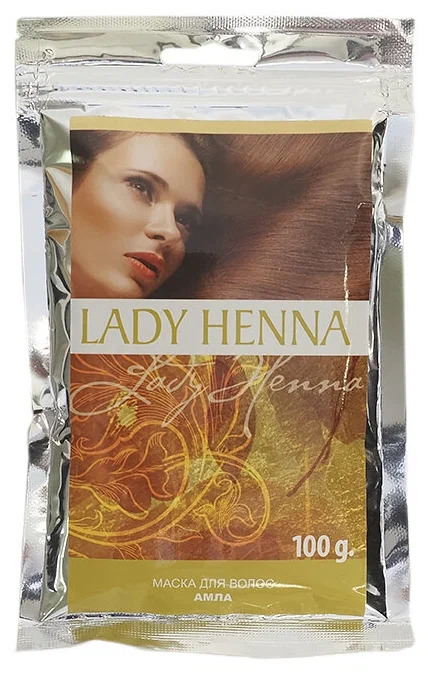 LADY HENNA
Lady Henna
100 g.
МАСКА ДЛЯ ВОЛОС
АМЛА